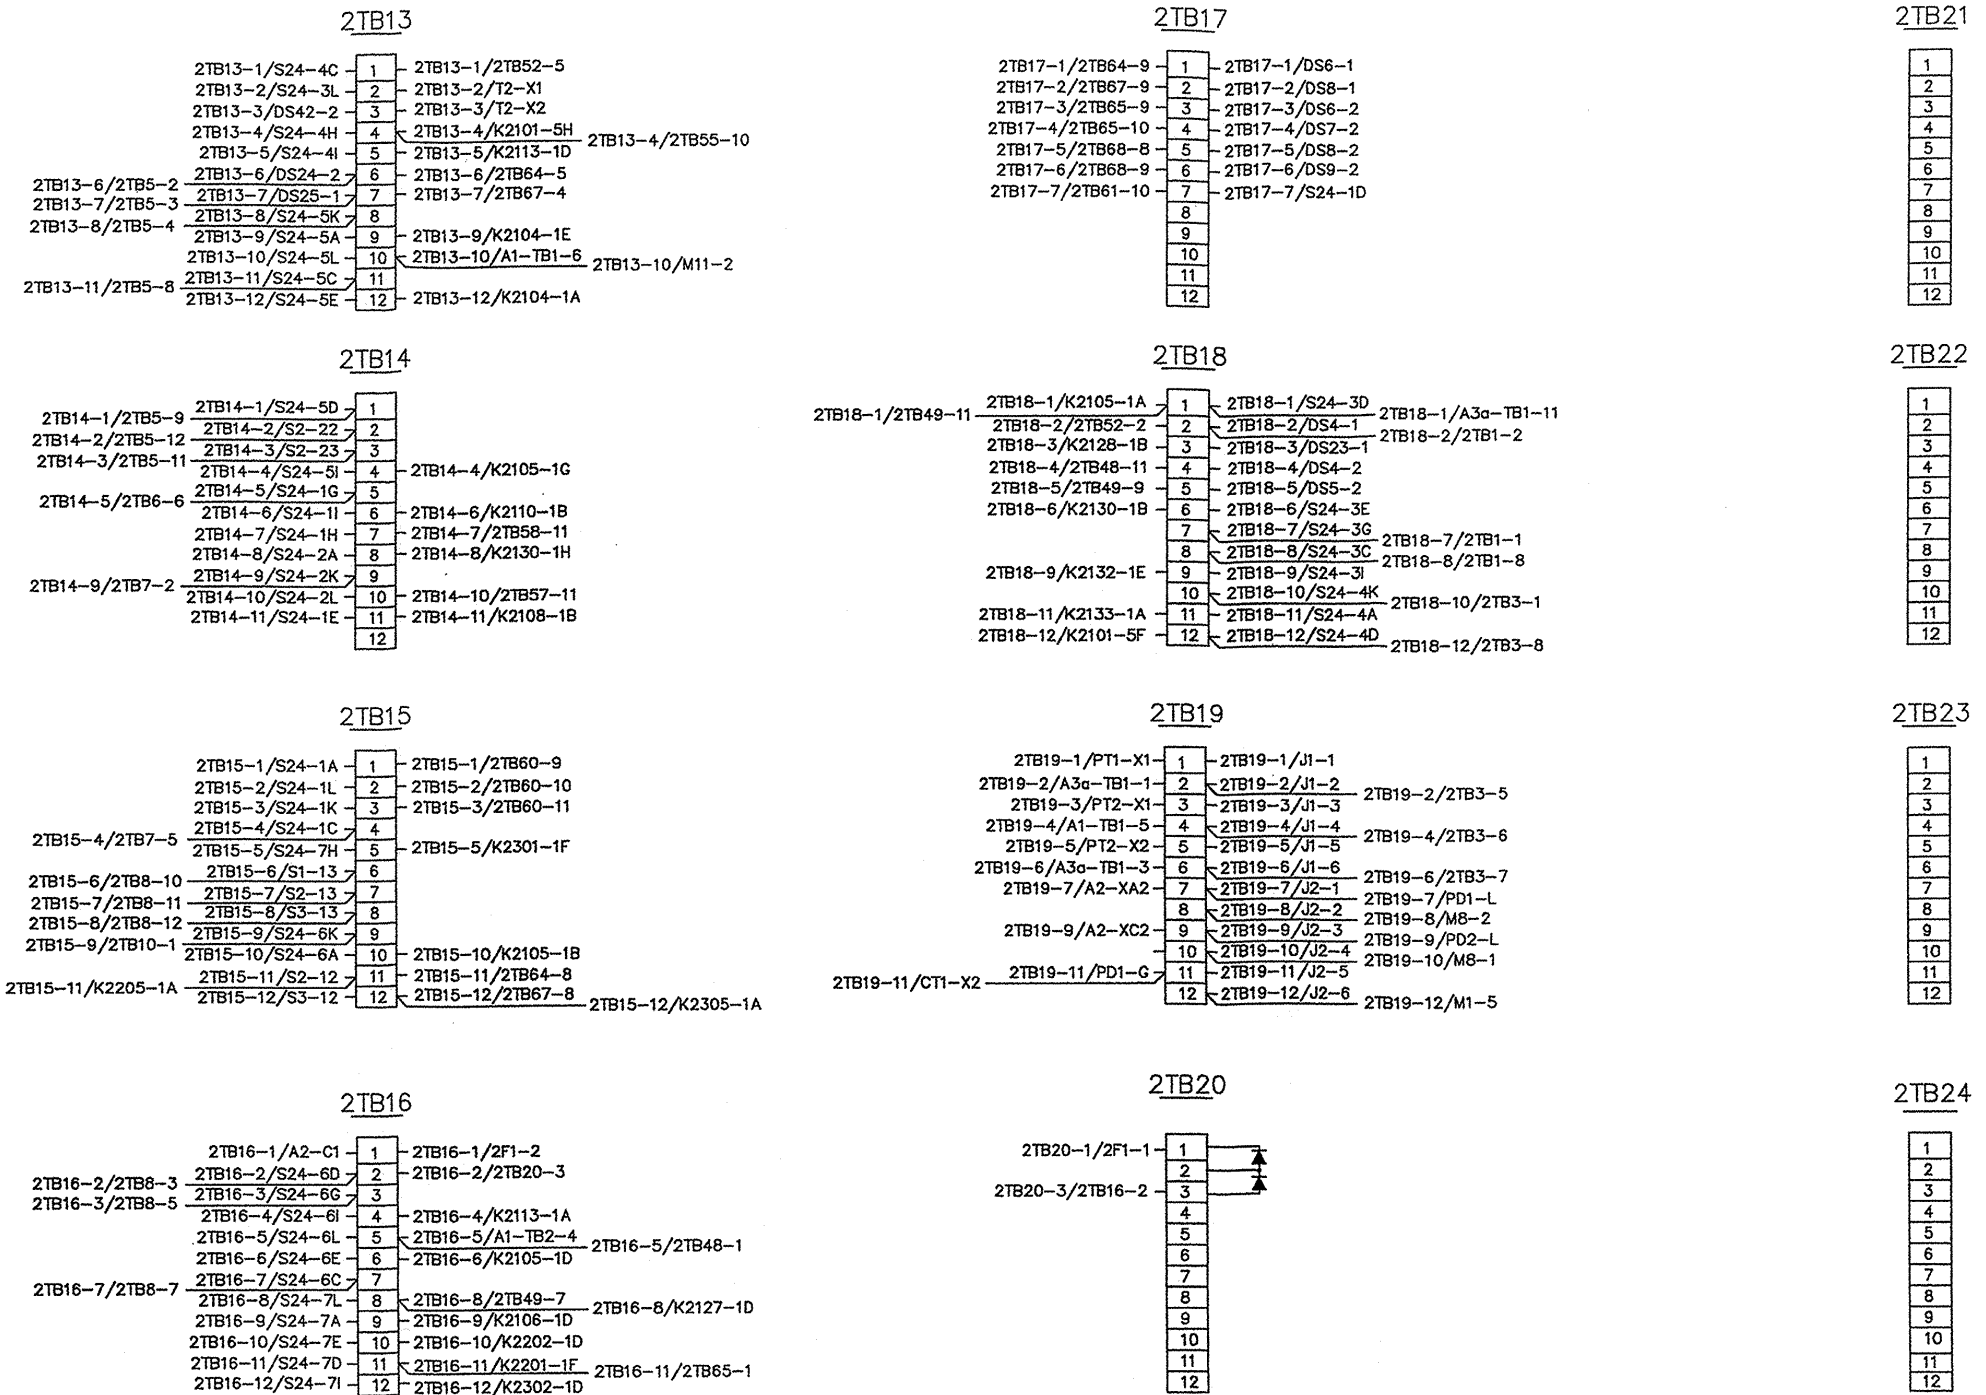 2TB13
2TB13-1/S24-4C 1 2TB13-1/2TB52-5
2TB13-2/S24-3L 2 2TB13-2/T2-X1
2TB13-3/DS42-2 3 2TB13-3/T2-X2
2TB13-4/S24-4H 4 2TB13-4/K2101-5H 2TB13-4/2TB55-10
2TB13-5/S24-4I 5 2TB13-5/K2113-1D
2TB13-6/2TB5-2 2TB13-6/DS24-2 6 2TB13-6/2TB64-5
2TB13-7/2TB5-3 2TB13-7/DS25-1 7 2TB13-7/2TB67-4
2TB13-8/2TB5-4 2TB13-8/S24-5K 8
2TB13-9/S24-5A 9 2TB13-9/K2104-1E
2TB13-10/S24-5L 10 2TB13-10/A1-TB1-6 2TB13-10/M11-2
2TB13-11/2TB5-8 2TB13-11/S24-5C 11
2TB13-12/S24-5E 12 2TB13-12/K2104-1A
2TB14
2TB14-1/2TB5-9 2TB14-1/S24-5D 1
2TB14-2/2TB5-12 2TB14-2/S2-22 2
2TB14-3/2TB5-11 2TB14-3/S2-23 3
2TB14-4/S24-5I 4 2TB14-4/K2105-1G
2TB14-5/2TB6-6 2TB14-5/S24-1G 5
2TB14-6/S24-1I 6 2TB14-6/K2110-1B
2TB14-7/S24-1H 7 2TB14-7/2TB58-11
2TB14-8/S24-2A 8 2TB14-8/K2130-1H
2TB14-9/2TB7-2 2TB14-9/S24-2K 9
2TB14-10/S24-2L 10 2TB14-10/2TB57-11
2TB14-11/S24-1E 11 2TB14-11/K2108-1B
12
2TB15
2TB15-1/S24-1A 1 2TB15-1/2TB60-9
2TB15-2/S24-1L 2 2TB15-2/2TB60-10
2TB15-3/S24-1K 3 2TB15-3/2TB60-11
2TB15-4/2TB7-5 2TB15-4/S24-1C 4
2TB15-5/S24-7H 5 2TB15-5/K2301-1F
2TB15-6/2TB8-10 2TB15-6/S1-13 6
2TB15-7/2TB8-11 2TB15-7/S2-13 7
2TB15-8/2TB8-12 2TB15-8/S3-13 8
2TB15-9/2TB10-1 2TB15-9/S24-6K 9
2TB15-10/S24-6A 10 2TB15-10/K2105-1B
2TB15-11/K2205-1A 2TB15-11/S2-12 11 2TB15-11/2TB64-8
2TB15-12/S3-12 12 2TB15-12/2TB67-8 2TB15-12/K2305-1A
2TB16
2TB16-1/A2-C1 1 2TB16-1/2F1-2
2TB16-2/2TB8-3 2TB16-2/S24-6D 2 2TB16-2/2TB20-3
2TB16-3/2TB8-5 2TB16-3/S24-6G 3
2TB16-4/S24-6I 4 2TB16-4/K2113-1A
2TB16-5/S24-6L 5 2TB16-5/A1-TB2-4 2TB16-5/2TB48-1
2TB16-6/S24-6E 6 2TB16-6/K2105-1D
2TB16-7/2TB8-7 2TB16-7/S24-6C 7
2TB16-8/S24-7L 8 2TB16-8/2TB49-7 2TB16-8/K2127-1D
2TB16-9/S24-7A 9 2TB16-9/K2106-1D
2TB16-10/S24-7E 10 2TB16-10/K2202-1D
2TB16-11/S24-7D 11 2TB16-11/K2201-1F 2TB16-11/2TB65-1
2TB16-12/S24-7I 12 2TB16-12/K2302-1D
2TB17
2TB17-1/2TB64-9 1 2TB17-1/DS6-1
2TB17-2/2TB67-9 2 2TB17-2/DS8-1
2TB17-3/2TB65-9 3 2TB17-3/DS6-2
2TB17-4/2TB65-10 4 2TB17-4/DS7-2
2TB17-5/2TB68-8 5 2TB17-5/DS8-2
2TB17-6/2TB68-9 6 2TB17-6/DS9-2
2TB17-7/2TB61-10 7 2TB17-7/S24-1D
8
9
10
11
12
2TB18
2TB18-1/2TB49-11 2TB18-1/K2105-1A 1 2TB18-1/S24-3D 2TB18-1/A3a-TB1-11
2TB18-2/2TB52-2 2 2TB18-2/DS4-1 2TB18-2/2TB1-2
2TB18-3/K2128-1B 3 2TB18-3/DS23-1
2TB18-4/2TB48-11 4 2TB18-4/DS4-2
2TB18-5/2TB49-9 5 2TB18-5/DS5-2
2TB18-6/K2130-1B 6 2TB18-6/S24-3E
7 2TB18-7/S24-3G 2TB18-7/2TB1-1
8 2TB18-8/S24-3C 2TB18-8/2TB1-8
2TB18-9/K2132-1E 9 2TB18-9/S24-3I
10 2TB18-10/S24-4K 2TB18-10/2TB3-1
2TB18-11/K2133-1A 11 2TB18-11/S24-4A
2TB18-12/K2101-5F 12 2TB18-12/S24-4D 2TB18-12/2TB3-8
2TB19
2TB19-1/PT1-X1 1 2TB19-1/J1-1
2TB19-2/A3a-TB1-1 2 2TB19-2/J1-2 2TB19-2/2TB3-5
2TB19-3/PT2-X1 3 2TB19-3/J1-3
2TB19-4/A1-TB1-5 4 2TB19-4/J1-4 2TB19-4/2TB3-6
2TB19-5/PT2-X2 5 2TB19-5/J1-5
2TB19-6/A3a-TB1-3 6 2TB19-6/J1-6 2TB19-6/2TB3-7
2TB19-7/A2-XA2 7 2TB19-7/J2-1 2TB19-7/PD1-L
8 2TB19-8/J2-2 2TB19-8/M8-2
2TB19-9/A2-XC2 9 2TB19-9/J2-3 2TB19-9/PD2-L
10 2TB19-10/J2-4 2TB19-10/M8-1
2TB19-11/CT1-X2 2TB19-11/PD1-G 11 2TB19-11/J2-5
12 2TB19-12/J2-6 2TB19-12/M1-5
2TB20
2TB20-1/2F1-1 1
2
2TB20-3/2TB16-2 3
4
5
6
7
8
9
10
11
12
2TB21
1
2
3
4
5
6
7
8
9
10
11
12
2TB22
1
2
3
4
5
6
7
8
9
10
11
12
2TB23
1
2
3
4
5
6
7
8
9
10
11
12
2TB24
1
2
3
4
5
6
7
8
9
10
11
12